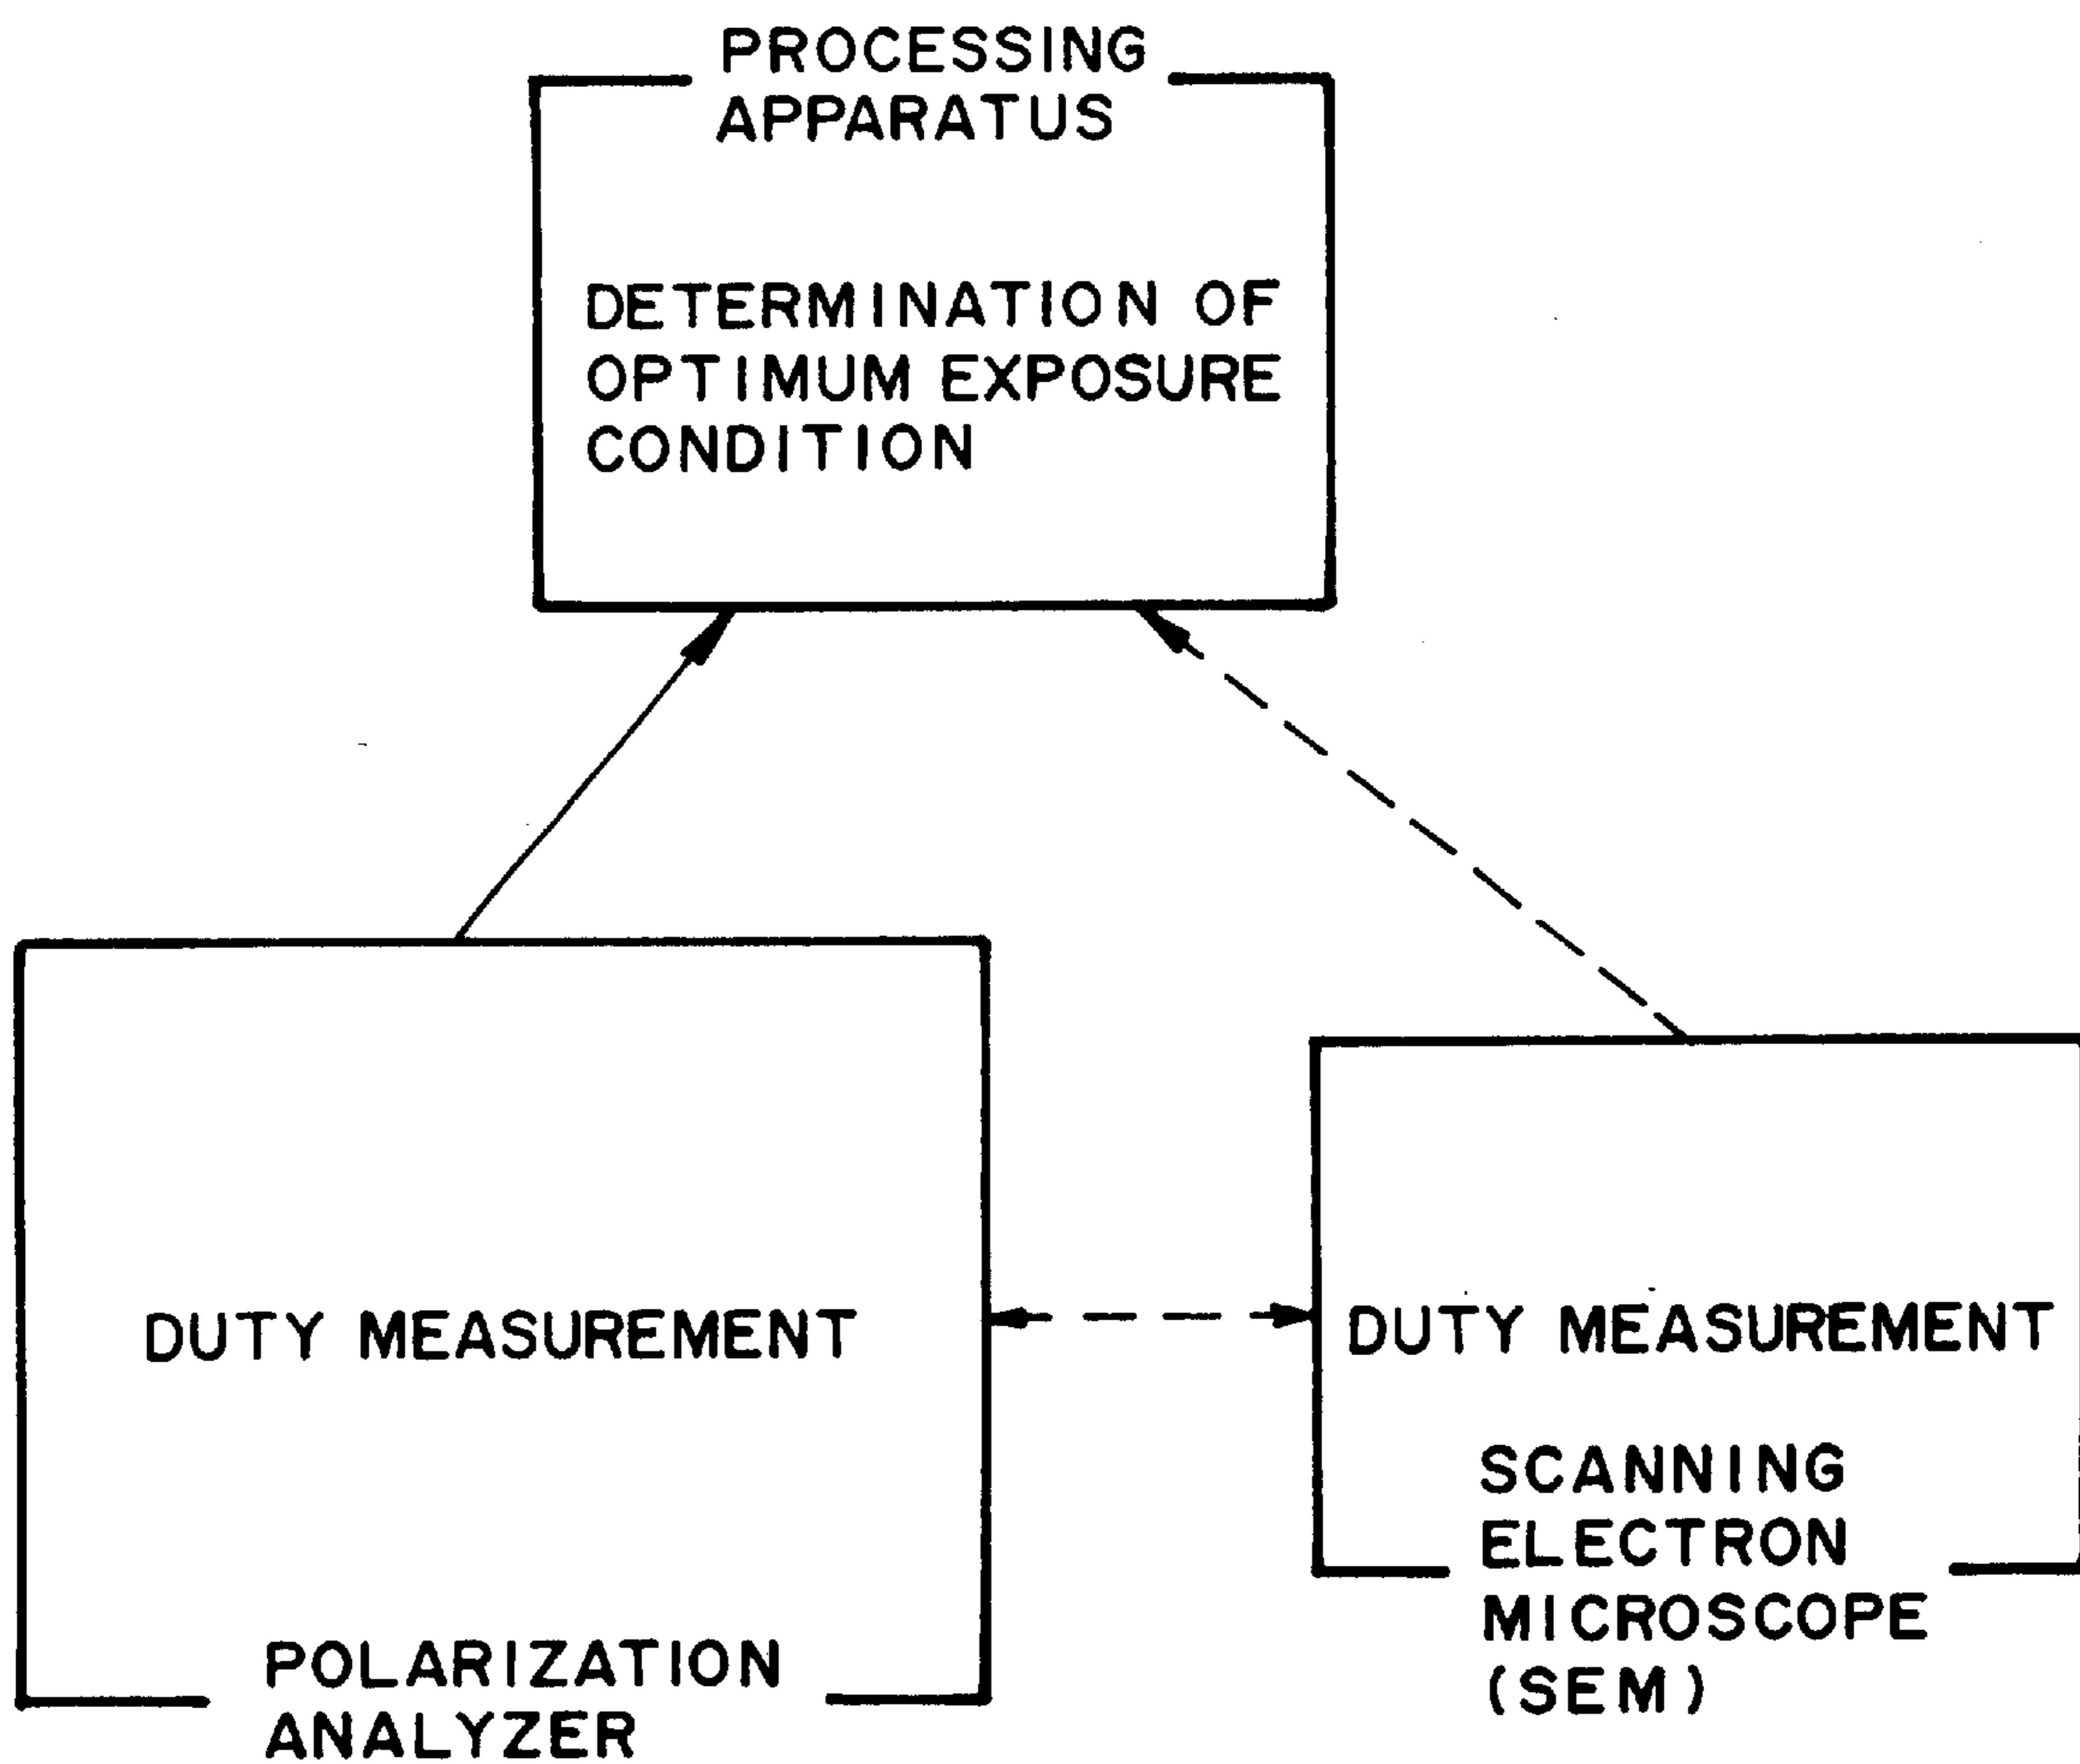 PROCESSING
APPARATUS
DETERMINATION OF
OPTIMUM EXPOSURE
CONDITION
DUTY MEASUREMENT
POLARIZATION
ANALYZER
DUTY MEASUREMENT
SCANNING
ELECTRON
MICROSCOPE
(SEM)